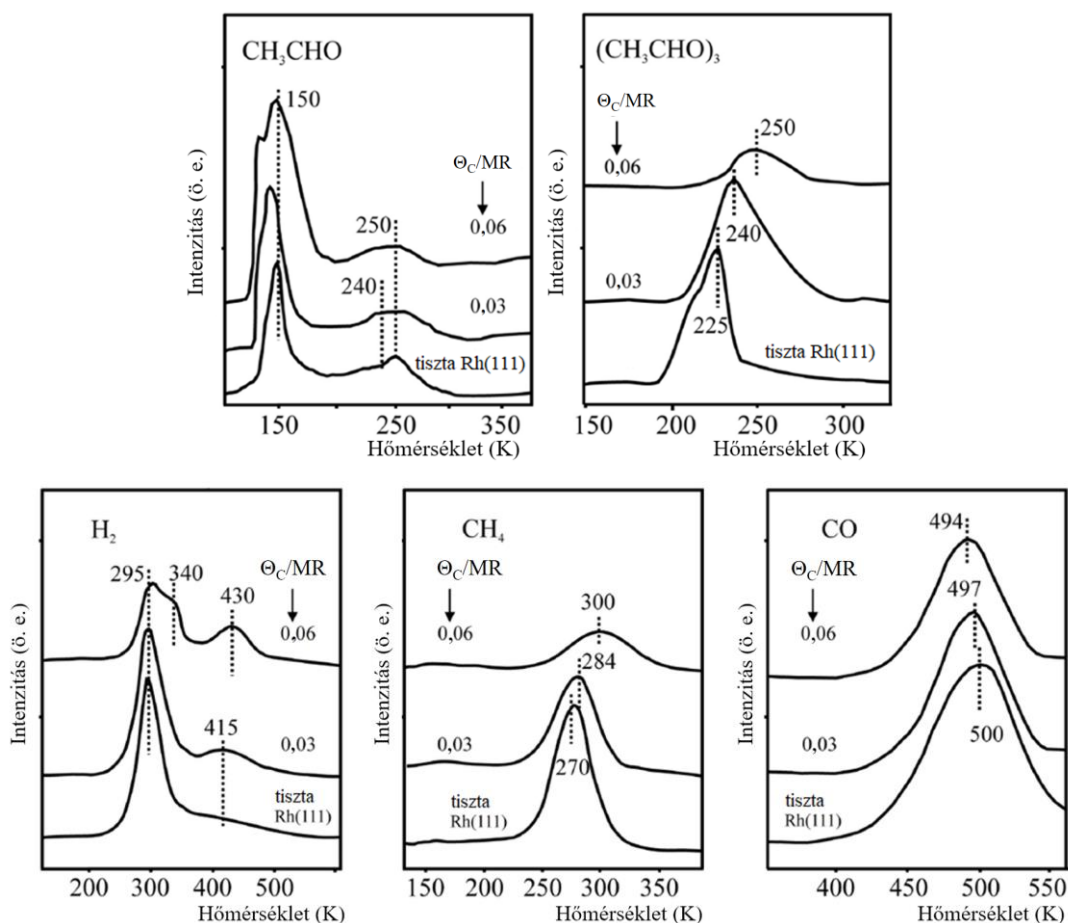 CH₃CHO
150
Θ_C/MR
0,06
250
240
0,03
tiszta Rh(111)
150
250
350
Hőmérséklet (K)
Intenzitás (ö. e.)
(CH₃CHO)₃
Θ_C/MR
250
0,06
240
0,03
225
tiszta Rh(111)
150
200
250
300
Hőmérséklet (K)
Intenzitás (ö. e.)
H₂
Θ_C/MR
295
340
430
0,06
415
0,03
tiszta
Rh(111)
200
300
400
500
Hőmérséklet (K)
Intenzitás (ö. e.)
CH₄
Θ_C/MR
300
0,06
284
0,03
270
tiszta
Rh(111)
150
200
250
300
350
Hőmérséklet (K)
Intenzitás (ö. e.)
CO
494
Θ_C/MR
497
0,06
0,03
500
tiszta
Rh(111)
350
400
450
500
550
Hőmérséklet (K)
Intenzitás (ö. e.)